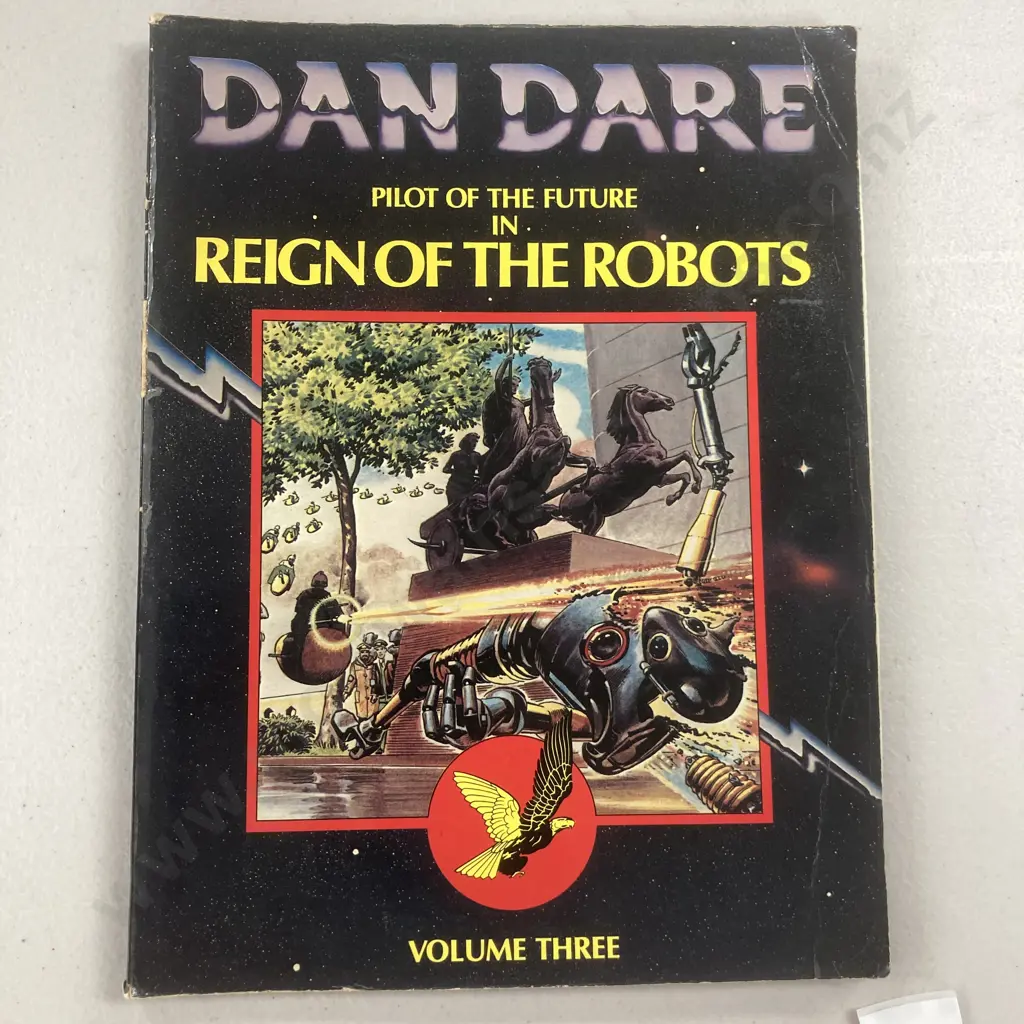 DAN DARE
PILOT OF THE FUTURE
IN
REIGN OF THE ROBOTS
VOLUME THREE